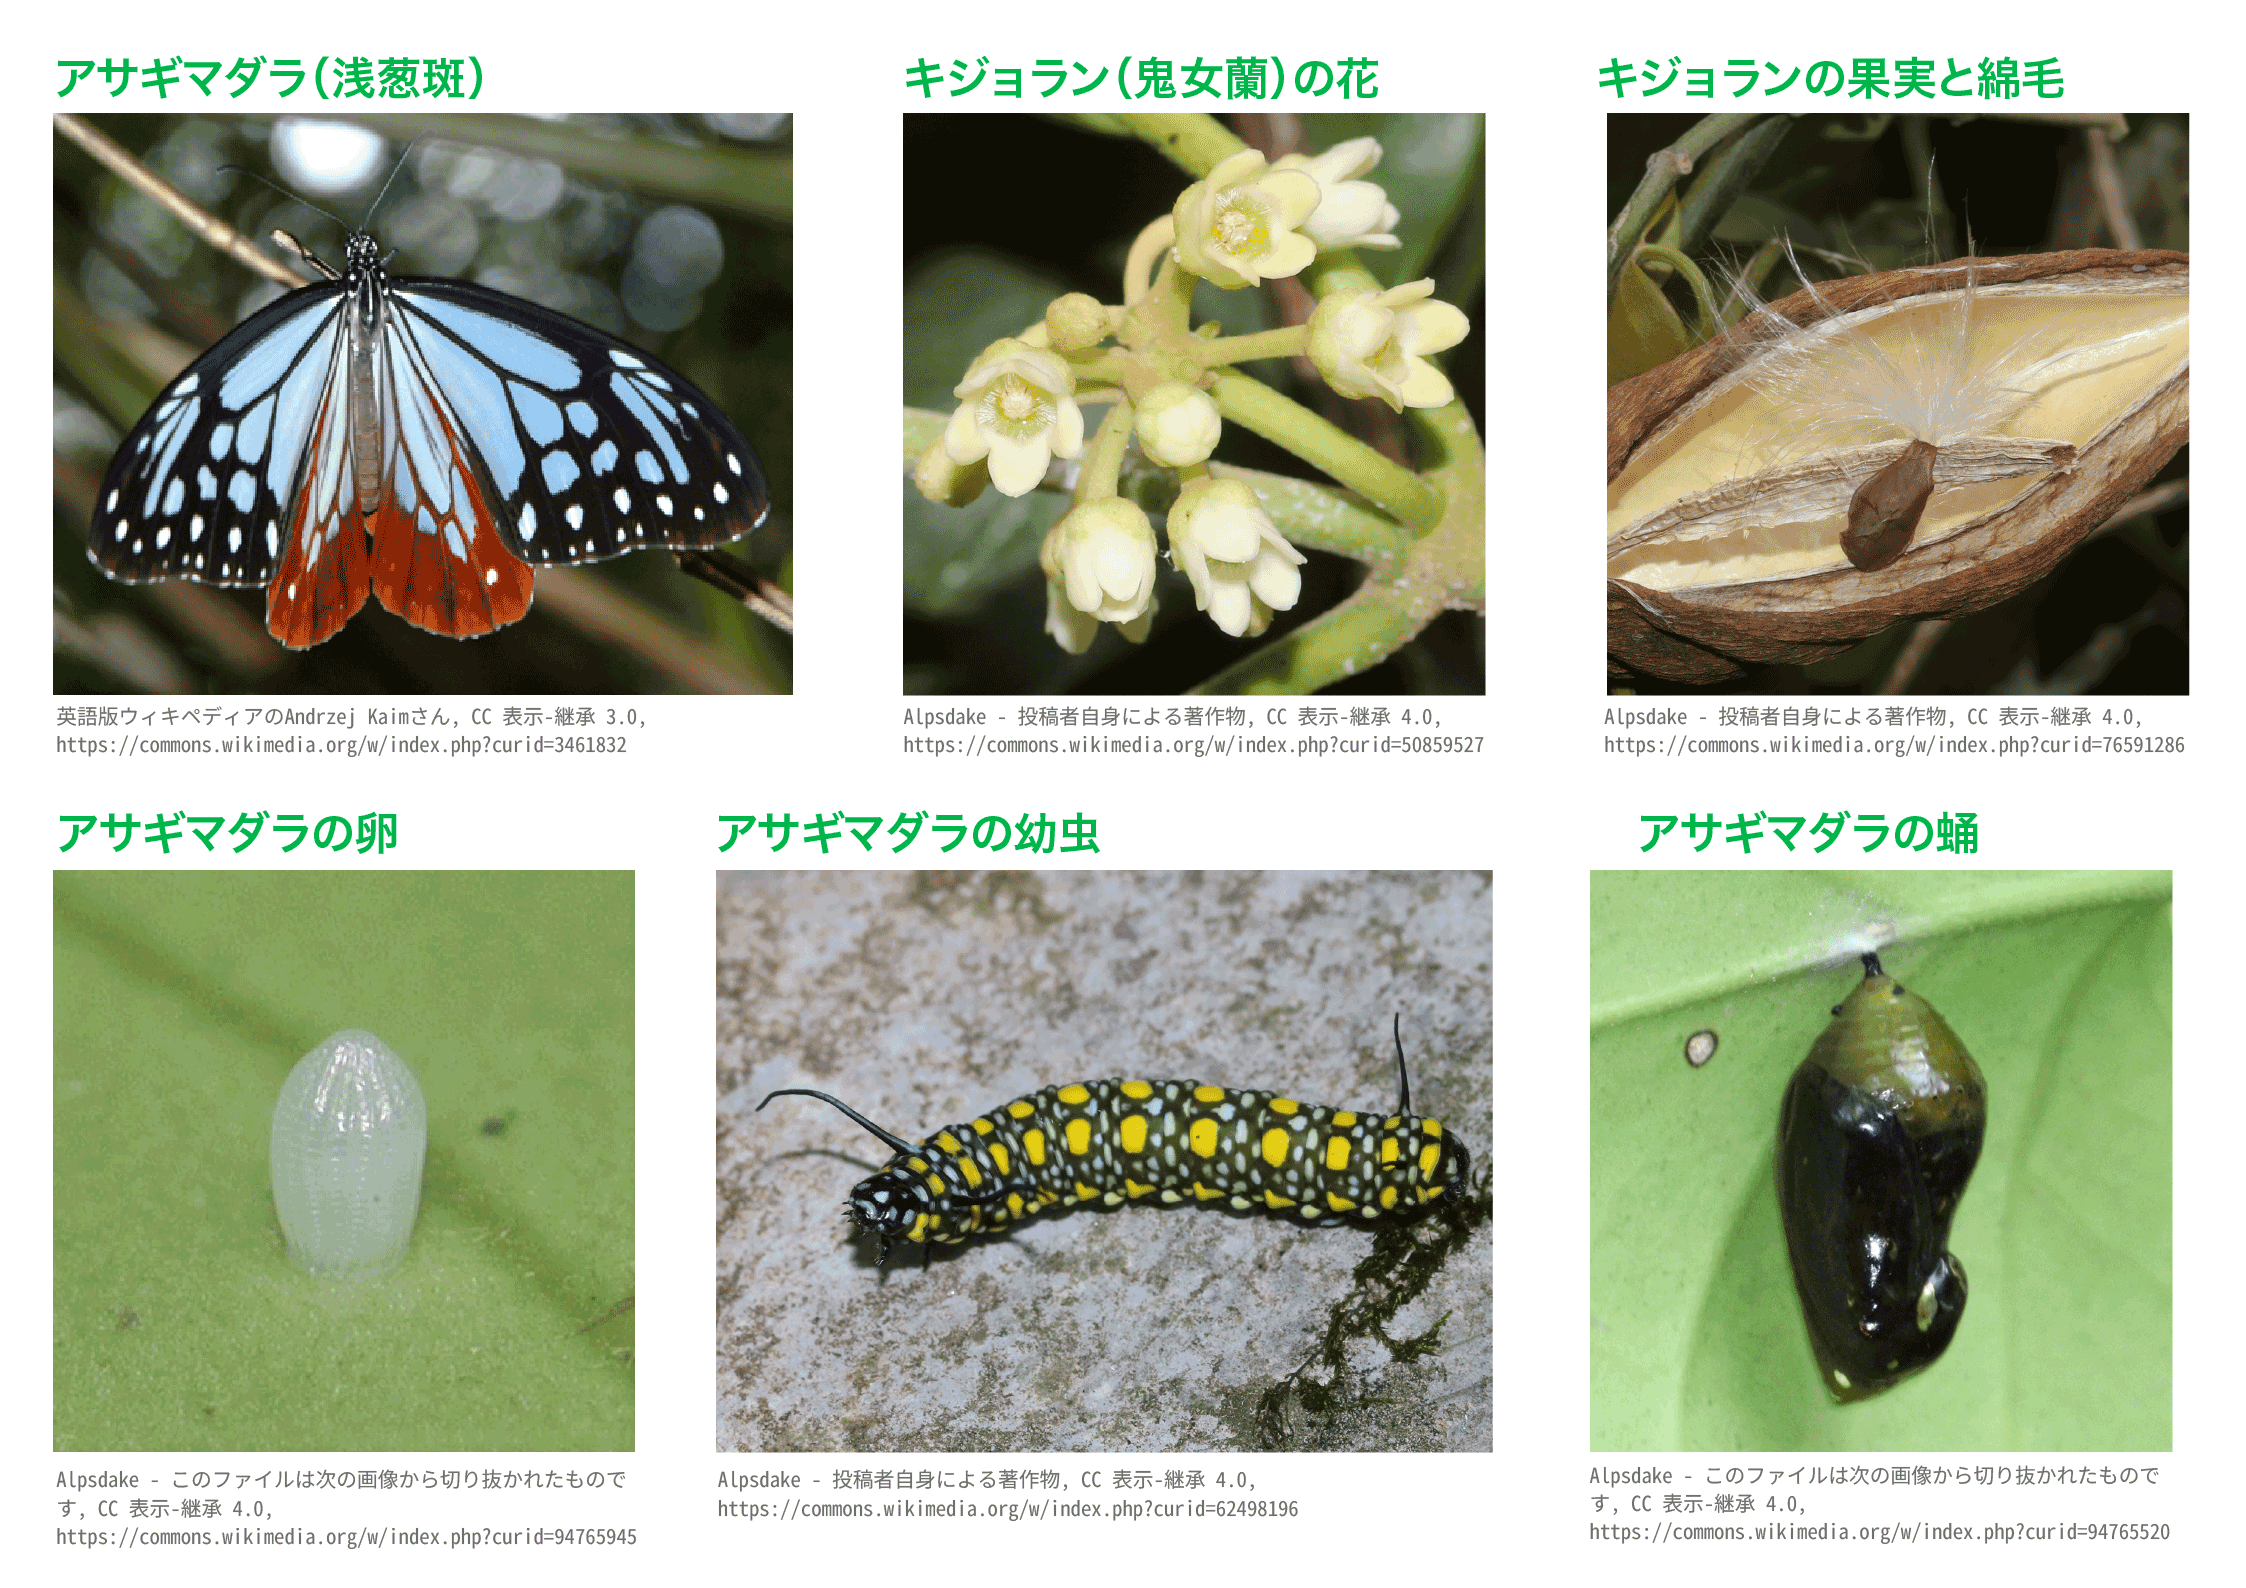 アサギマダラ(浅葱斑)
キジョラン(鬼女蘭)の花
キジョランの果実と綿毛
英語版ウィキペディアのAndrzej Kaimさん, CC 表示-継承 3.0,
https://commons.wikimedia.org/w/index.php?curid=3461832
Alpsdake - 投稿者自身による著作物, CC 表示-継承 4.0,
https://commons.wikimedia.org/w/index.php?curid=50859527
Alpsdake - 投稿者自身による著作物, CC 表示-継承 4.0,
https://commons.wikimedia.org/w/index.php?curid=76591286
アサギマダラの卵
アサギマダラの幼虫
アサギマダラの蛹
Alpsdake - このファイルは次の画像から切り抜かれたもので
す, CC 表示-継承 4.0,
https://commons.wikimedia.org/w/index.php?curid=94765945
Alpsdake - 投稿者自身による著作物, CC 表示-継承 4.0,
https://commons.wikimedia.org/w/index.php?curid=62498196
Alpsdake - このファイルは次の画像から切り抜かれたもので
す, CC 表示-継承 4.0,
https://commons.wikimedia.org/w/index.php?curid=94765520